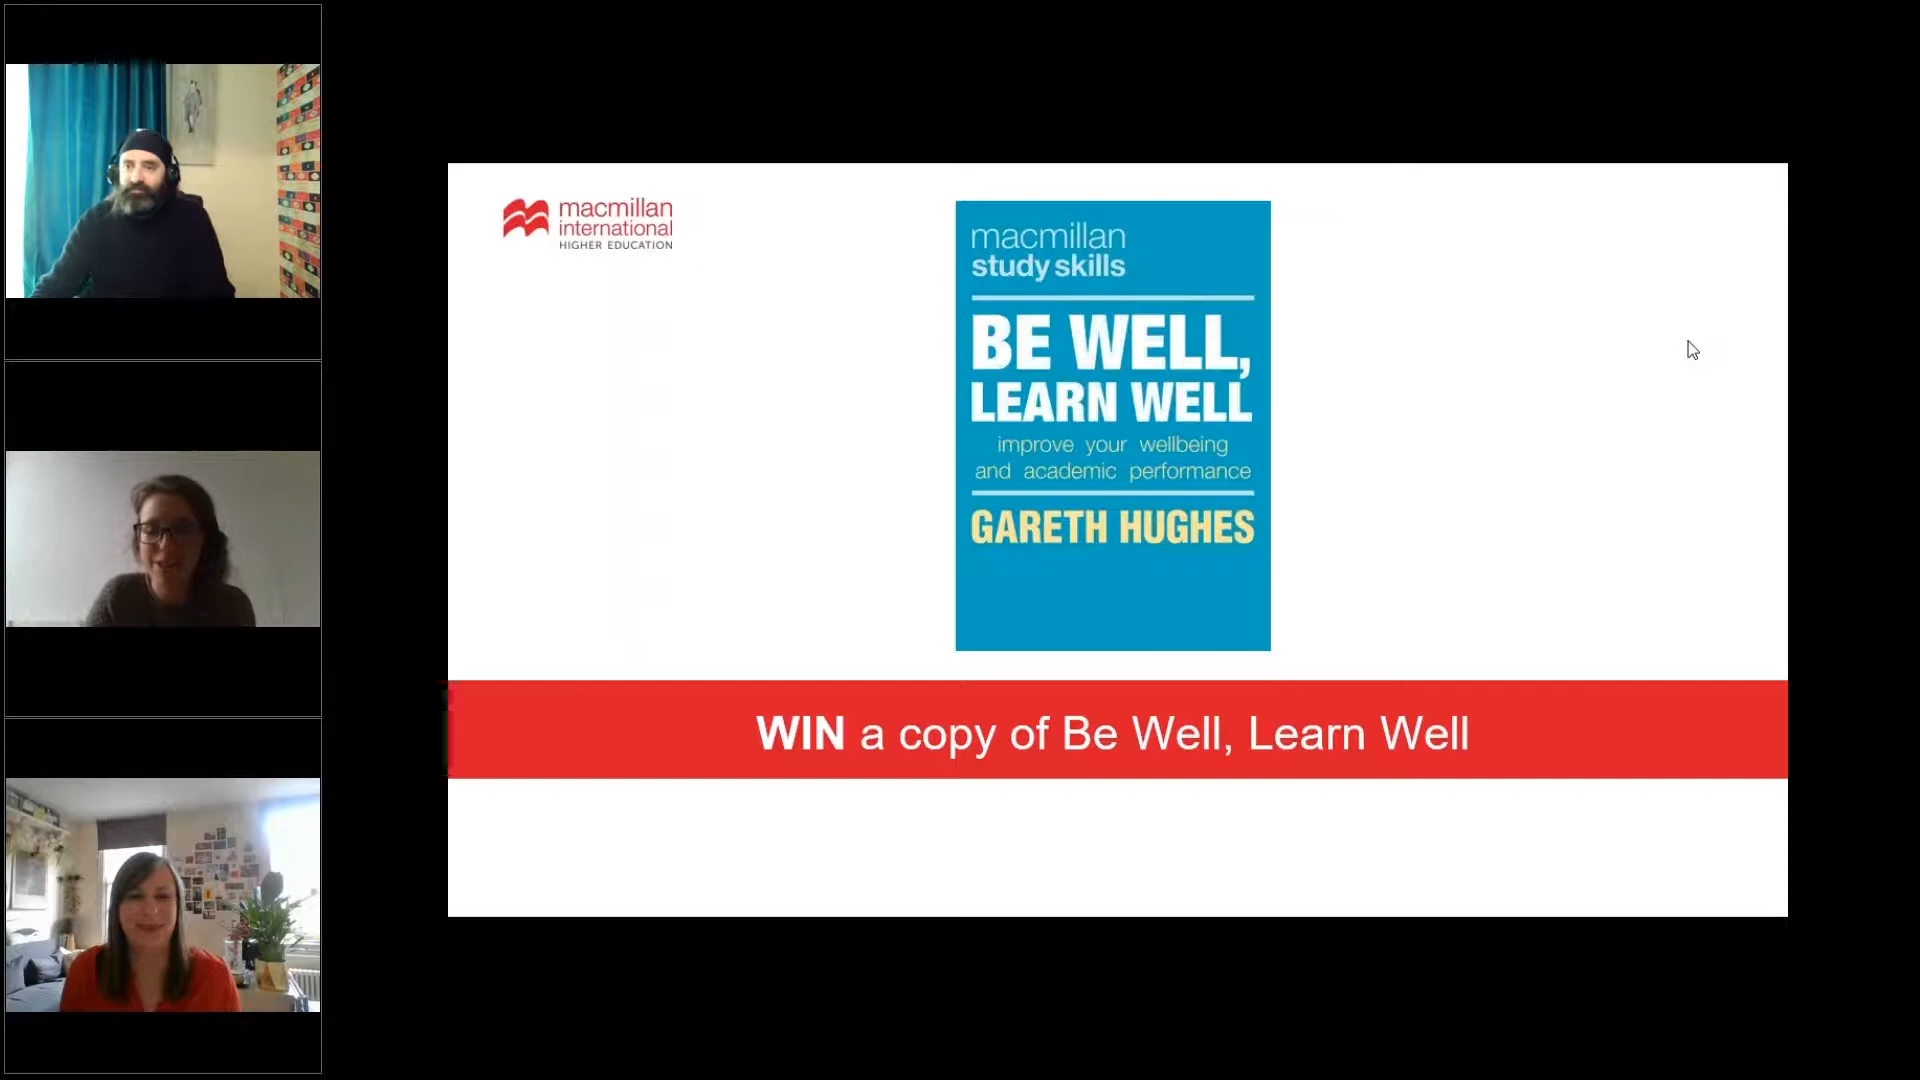 macmillan
international
HIGHER EDUCATION
macmillan
study skills
BE WELL,
LEARN WELL
improve your wellbeing
and academic performance
GARETH HUGHES
WIN a copy of Be Well, Learn Well